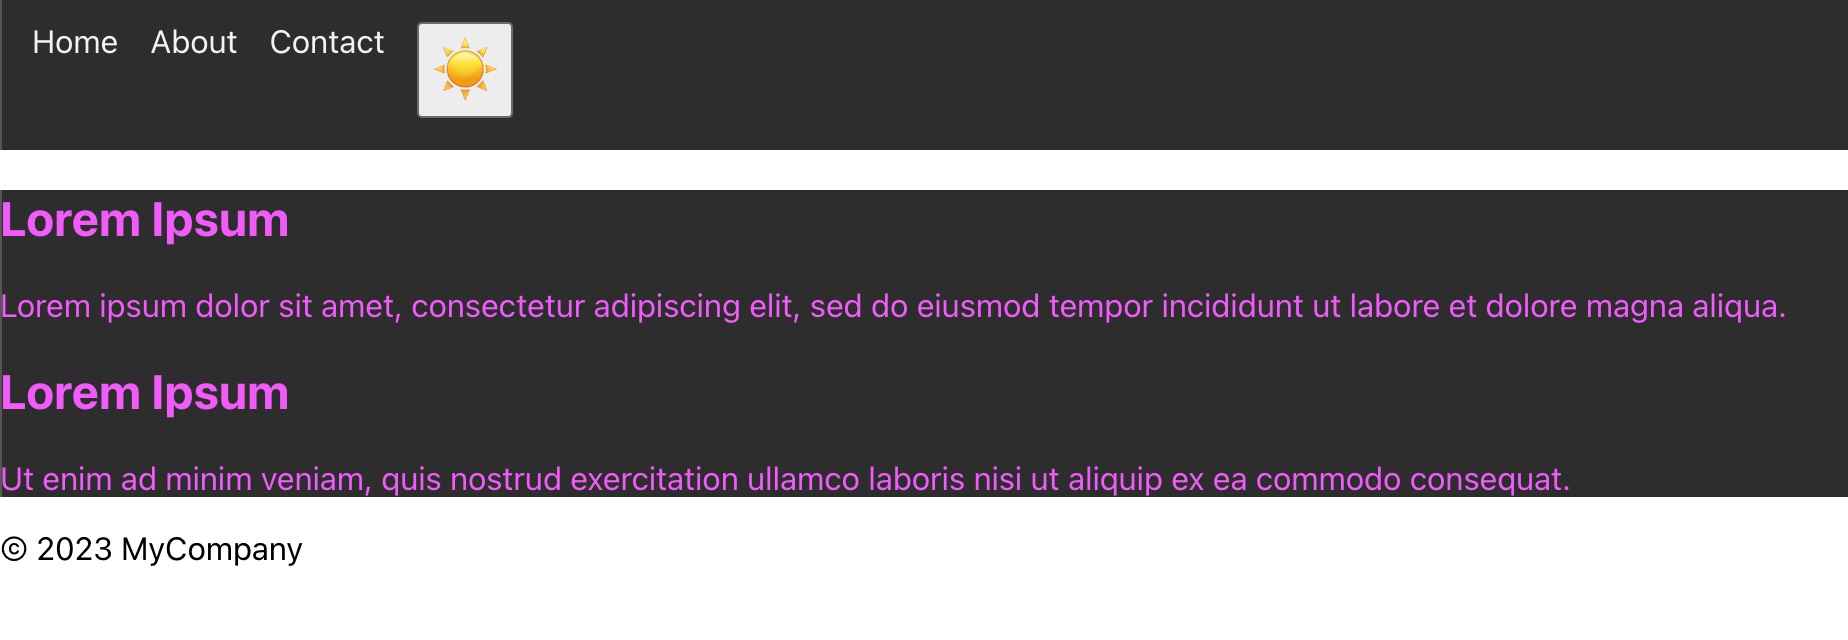 Home About Contact
Lorem Ipsum
Lorem ipsum dolor sit amet, consectetur adipiscing elit, sed do eiusmod tempor incididunt ut labore et dolore magna aliqua.
Lorem Ipsum
Ut enim ad minim veniam, quis nostrud exercitation ullamco laboris nisi ut aliquip ex ea commodo consequat.
© 2023 MyCompany